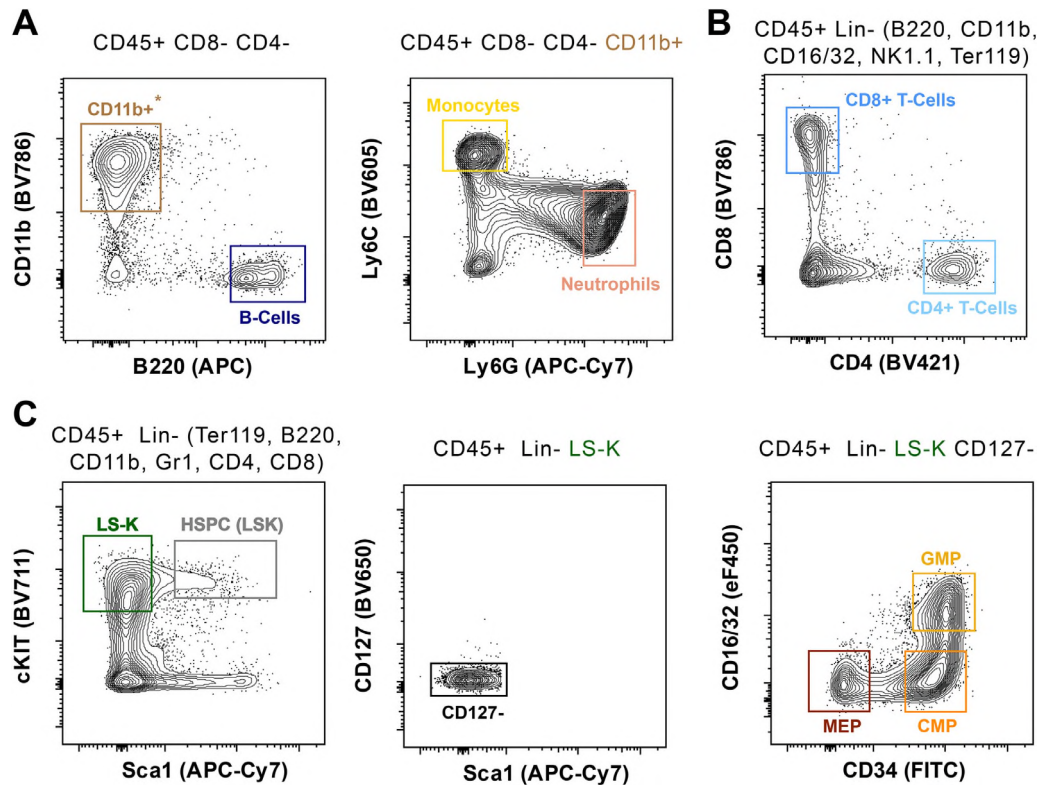 A
CD45+ CD8- CD4-
CD11b+*
CD11b (BV786)
B-Cells
B220 (APC)
CD45+ CD8- CD4- CD11b+
Monocytes
Ly6C (BV605)
Neutrophils
Ly6G (APC-Cy7)
B
CD45+ Lin- (B220, CD11b,
CD16/32, NK1.1, Ter119)
CD8+ T-Cells
CD8 (BV786)
CD4+ T-Cells
CD4 (BV421)
C
CD45+ Lin- (Ter119, B220,
CD11b, Gr1, CD4, CD8)
LS-K
HSPC (LSK)
cKIT (BV711)
Sca1 (APC-Cy7)
CD45+ Lin- LS-K
CD127 (BV650)
CD127-
Sca1 (APC-Cy7)
CD45+ Lin- LS-K CD127-
GMP
CD16/32 (eF450)
MEP
CMP
CD34 (FITC)